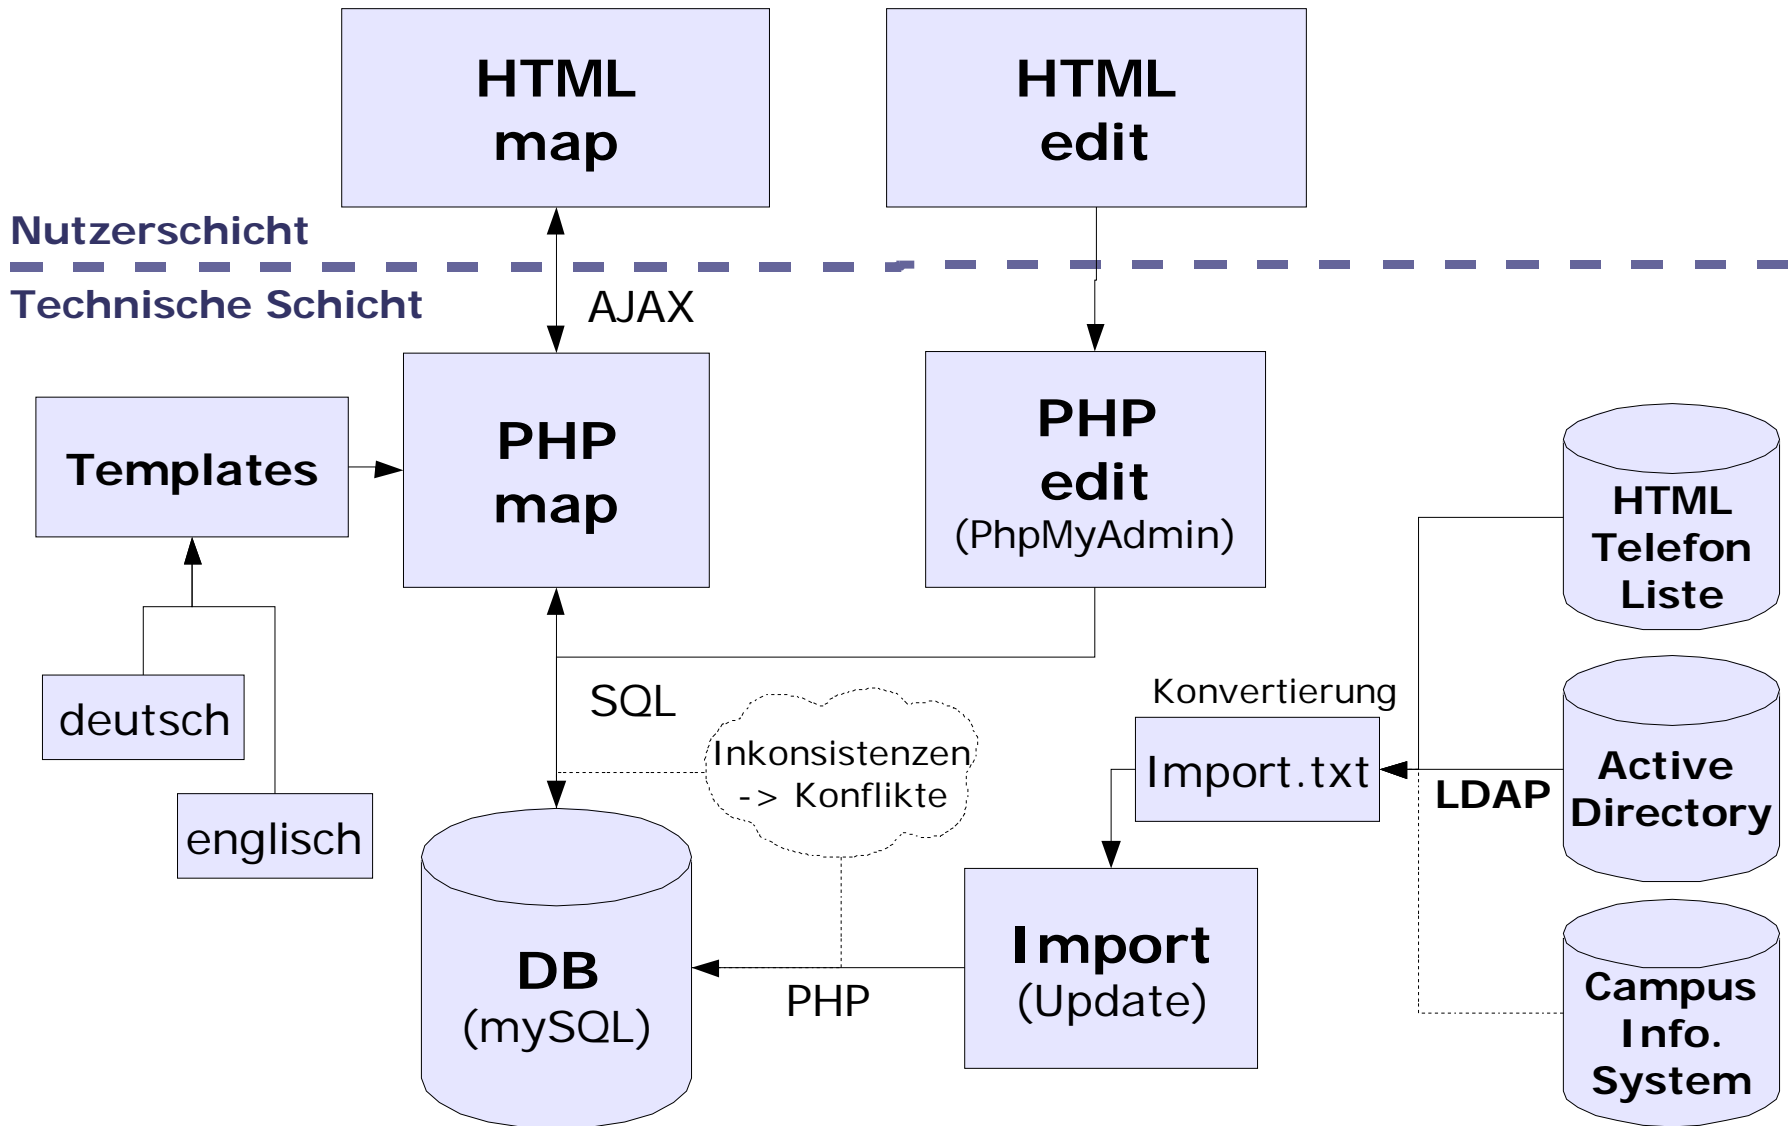 HTML
map
HTML
edit
Nutzerschicht
Technische Schicht
AJAX
Templates
PHP
map
PHP
edit
(PhpMyAdmin)
HTML
Telefon
Liste
deutsch
englisch
SQL
Inkonsistenzen
-> Konflikte
Konvertierung
Import.txt
LDAP
Active
Directory
DB
(mySQL)
PHP
Import
(Update)
Campus
Info.
System